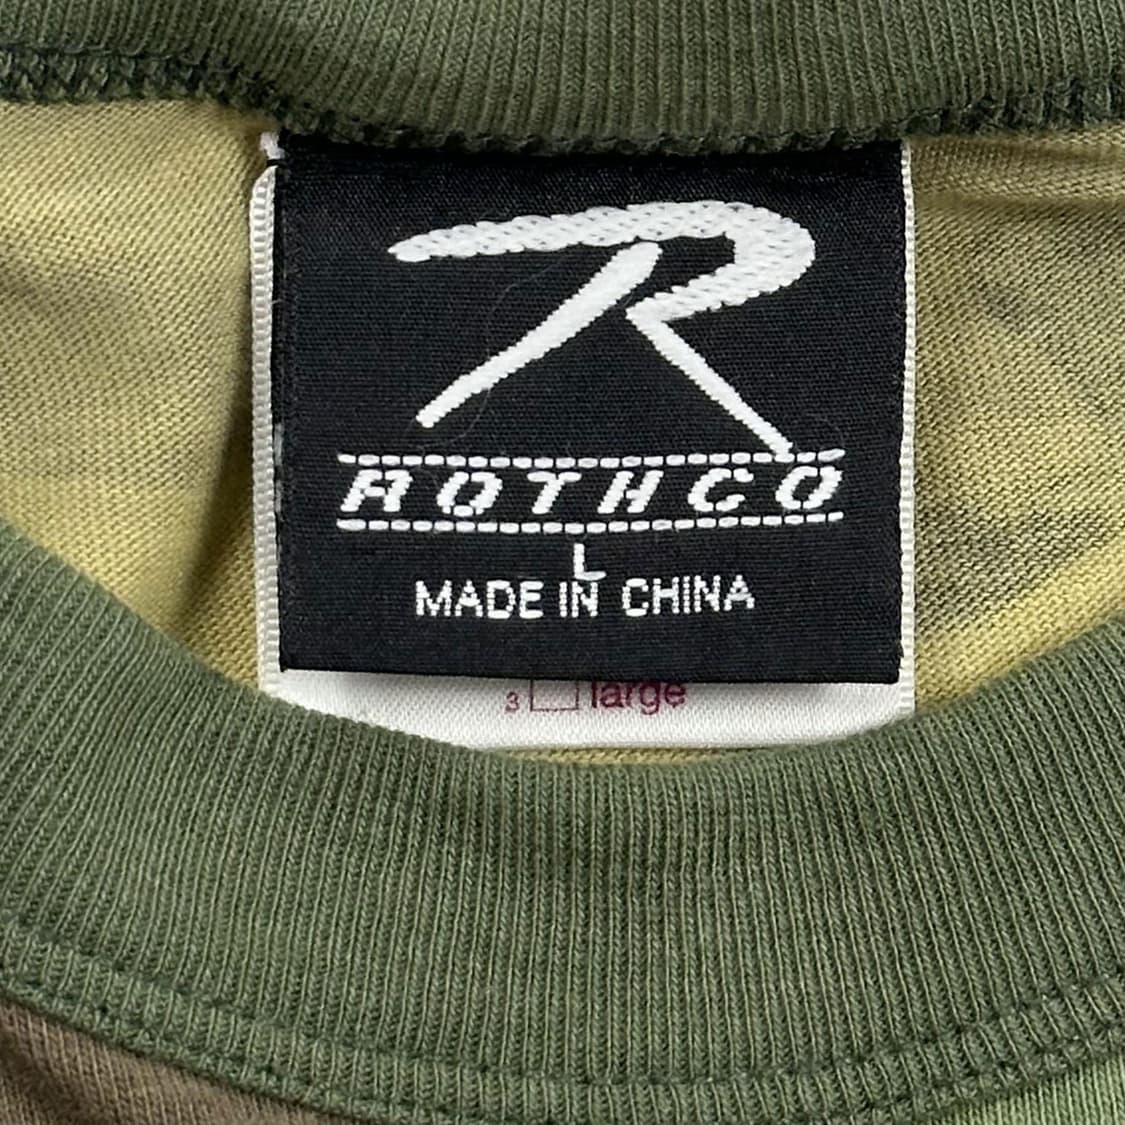 R
ROTHCO
L
MADE IN CHINA
3 large